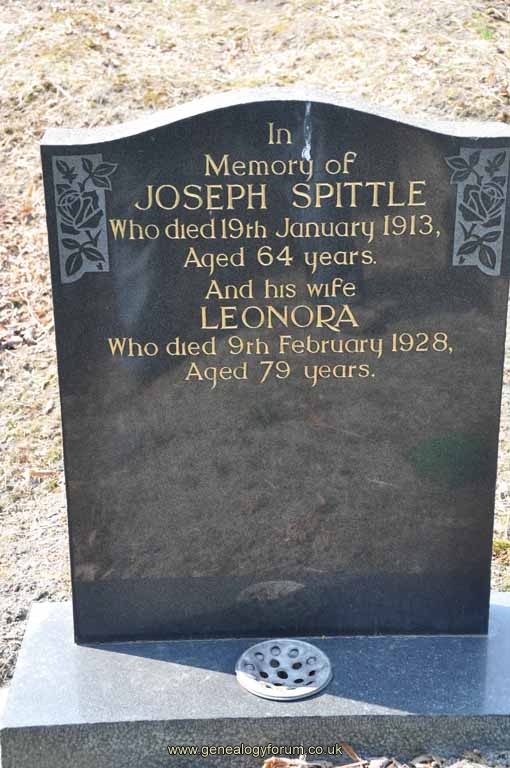 In
Memory of
JOSEPH SPITTLE
Who died 19th January 1913,
Aged 64 years.
And his wife
LEONORA
Who died 9th February 1928,
Aged 79 years.
www.genealogyforum.co.uk